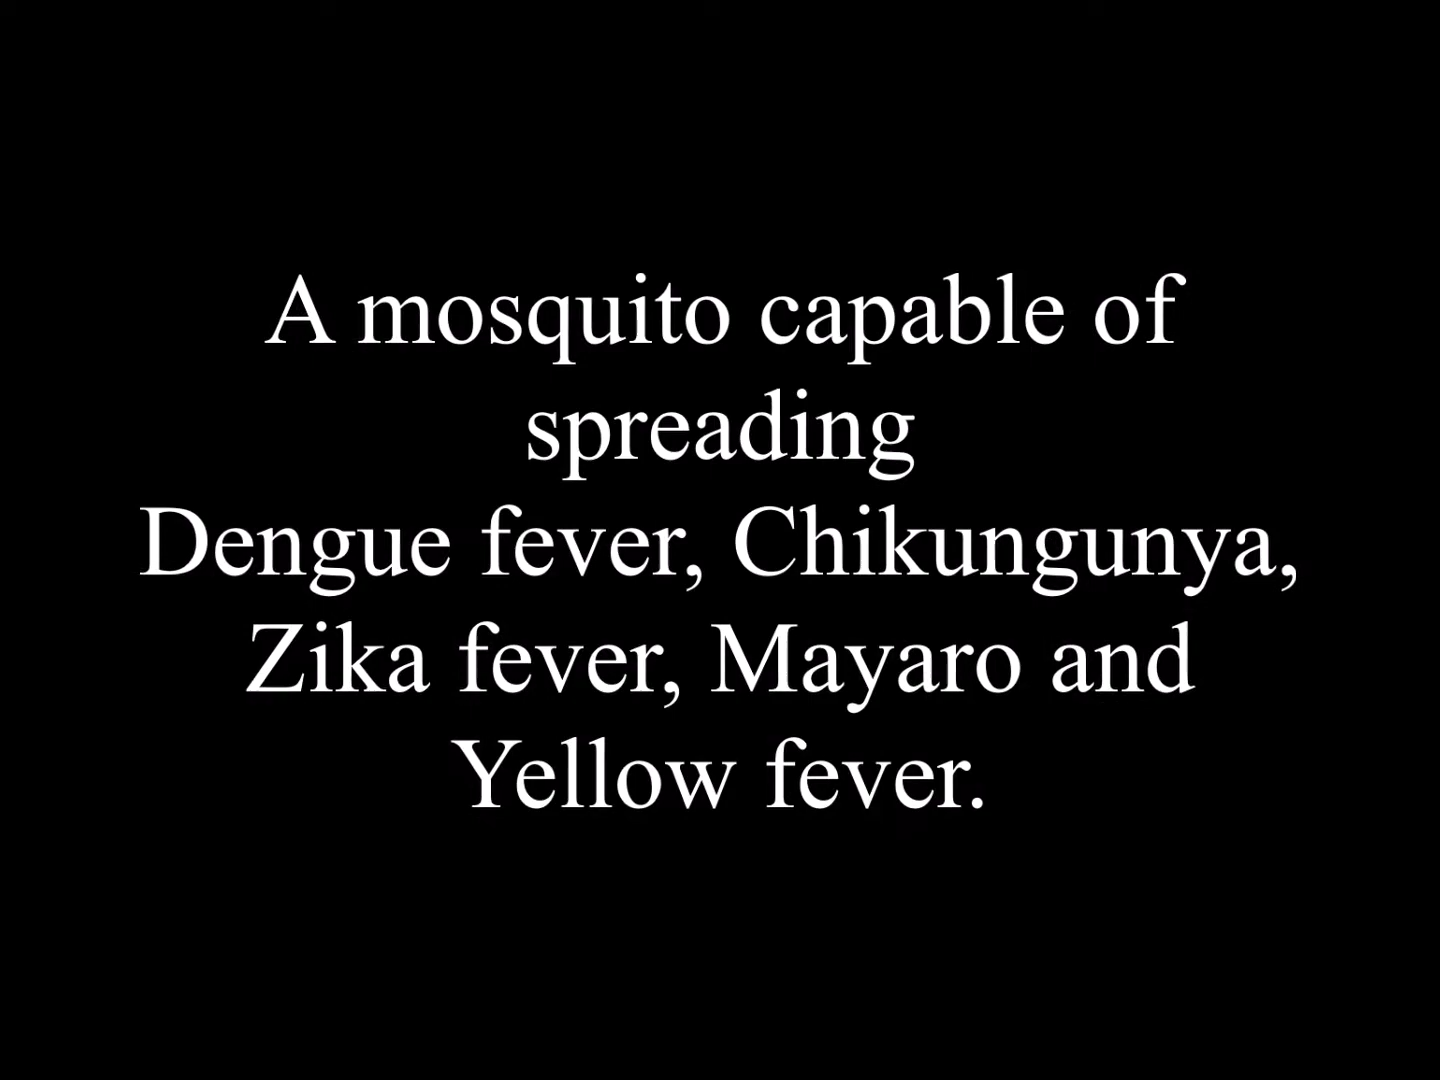 A mosquito capable of
spreading
Dengue fever, Chikungunya,
Zika fever, Mayaro and
Yellow fever.